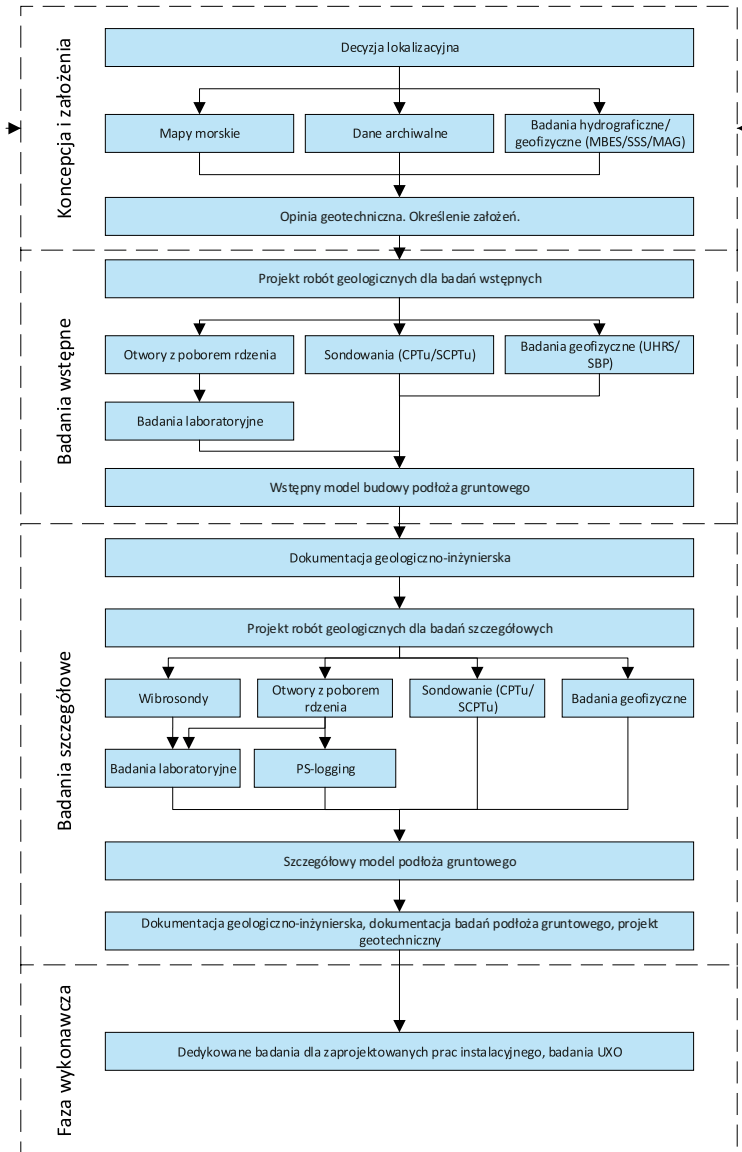 Koncepcja i założenia
Decyzja lokalizacyjna
Mapy morskie
Dane archiwalne
Badania hydrograficzne/
geofizyczne (MBES/SSS/MAG)
Opinia geotechniczna. Określenie założeń.
Badania wstępne
Projekt robót geologicznych dla badań wstępnych
Otwory z poborem rdzenia
Sondowania (CPTu/SCPTu)
Badania geofizyczne (UHRS/
SBP)
Badania laboratoryjne
Wstępny model budowy podłoża gruntowego
Badania szczegółowe
Dokumentacja geologiczno-inżynierska
Projekt robót geologicznych dla badań szczegółowych
Wibrosondy
Otwory z poborem
rdzenia
Sondowanie (CPTu/
SCPTu)
Badania geofizyczne
Badania laboratoryjne
PS-logging
Szczegółowy model podłoża gruntowego
Dokumentacja geologiczno-inżynierska, dokumentacja badań podłoża gruntowego, projekt
geotechniczny
Faza wykonawcza
Dedykowane badania dla zaprojektowanych prac instalacyjnego, badania UXO